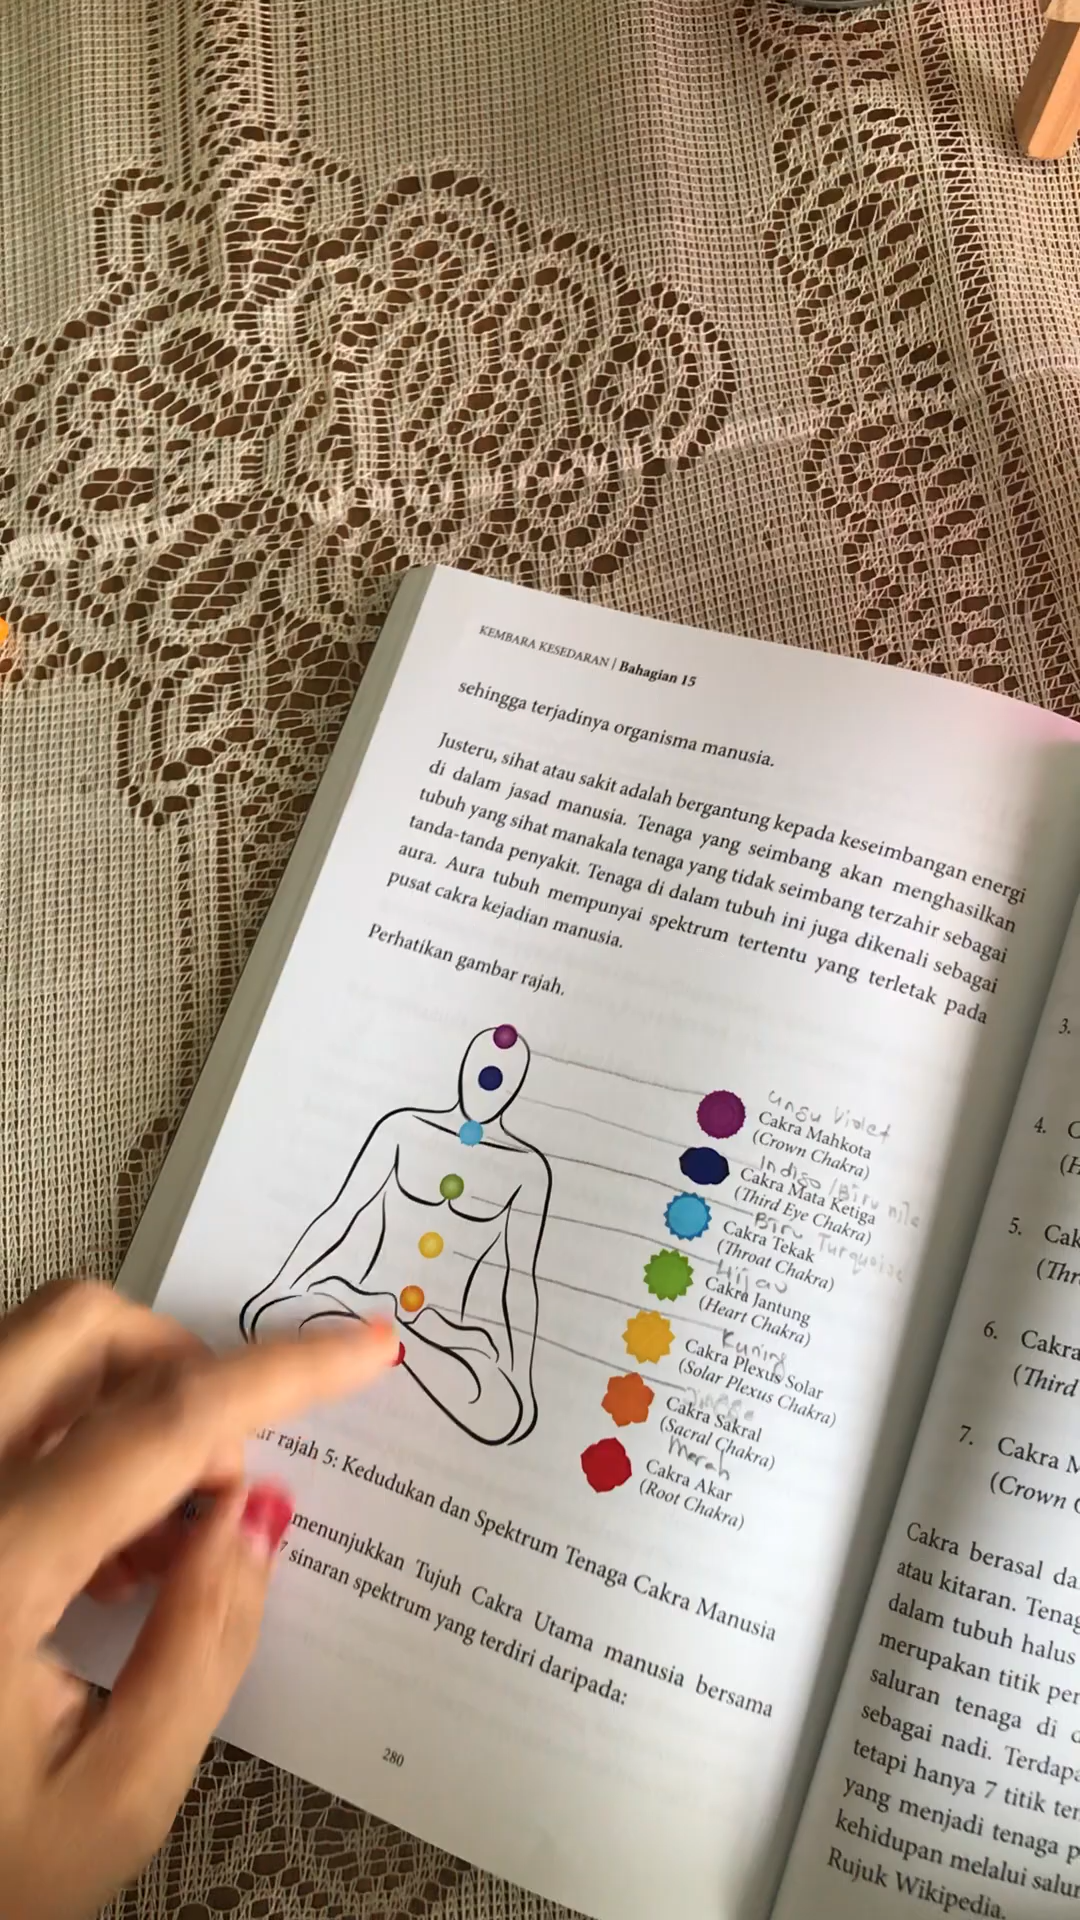 KEMBARA KESEDARAN | Bahagian 15
sehingga terjadinya organisma manusia.
Justeru, sihat atau sakit adalah bergantung kepada keseimbangan energi
di dalam jasad manusia. Tenaga yang seimbang akan menghasilkan
tubuh yang sihat manakala tenaga yang tidak seimbang terzahir sebagai
tanda-tanda penyakit. Tenaga di dalam tubuh ini juga dikenali sebagai
aura. Aura tubuh mempunyai spektrum tertentu yang terletak pada
pusat cakra kejadian manusia.
Perhatikan gambar rajah.
ungu Violet
Cakra Mahkota
(Crown Chakra)
Indigo / Biru nila
Cakra Mata Ketiga
(Third Eye Chakra)
Biru Turquoise
Cakra Tekak
(Throat Chakra)
Hijau
Cakra Jantung
(Heart Chakra)
Kuning
Cakra Plexus Solar
(Solar Plexus Chakra)
Cakra Sakral
(Sacral Chakra)
Merah
Cakra Akar
(Root Chakra)
rajah 5: Kedudukan dan Spektrum Tenaga Cakra Manusia
menunjukkan Tujuh Cakra Utama manusia bersama
7 sinaran spektrum yang terdiri daripada:
280
3.
4. C
(H
5. Cak
(Thr
6. Cakra
(Third
7. Cakra M
(Crown C
Cakra berasal da
atau kitaran. Tenag
dalam tubuh halus
merupakan titik per
saluran tenaga di d
sebagai nadi. Terdapa
tetapi hanya 7 titik ter
yang menjadi tenaga p
kehidupan melalui salur
Rujuk Wikipedia.